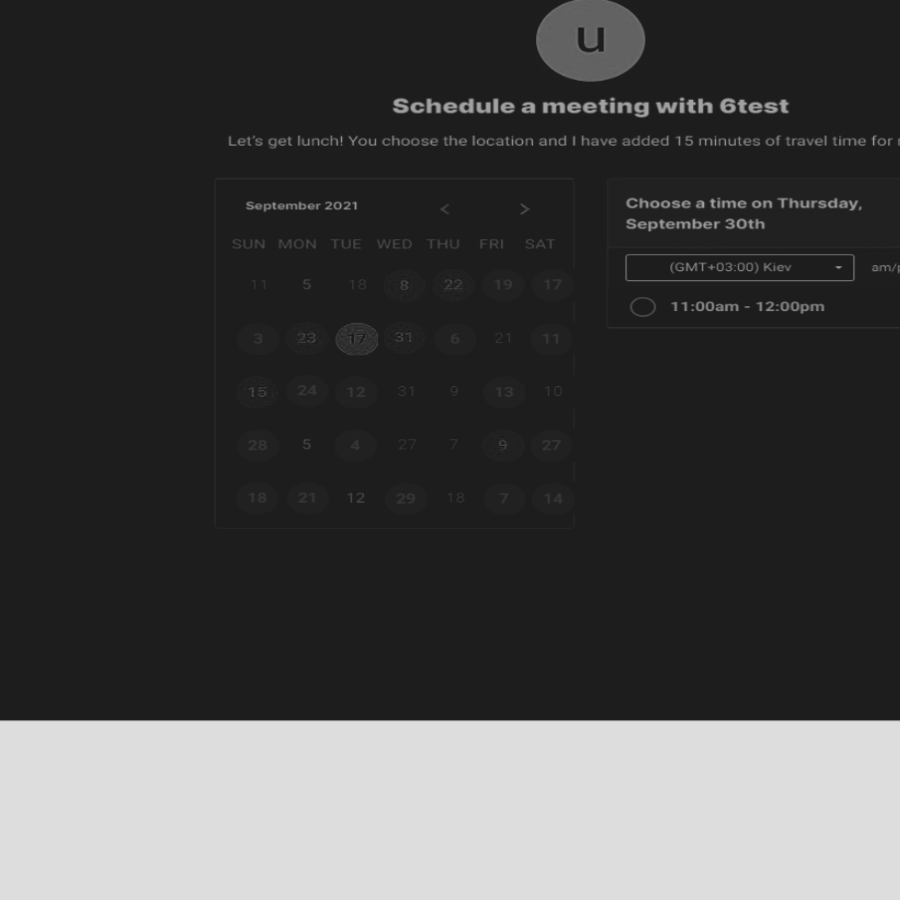 u
Schedule a meeting with 6test
Let's get lunch! You choose the location and I have added 15 minutes of travel time for
September 2021
SUN MON TUE WED THU FRI SAT
11 5 18 8 22 19 17
3 23 17 31 6 21 11
15 24 12 31 9 13 10
28 5 4 27 7 9 27
18 21 12 29 18 7 14
Choose a time on Thursday,
September 30th
(GMT+03:00) Kiev am/
11:00am - 12:00pm